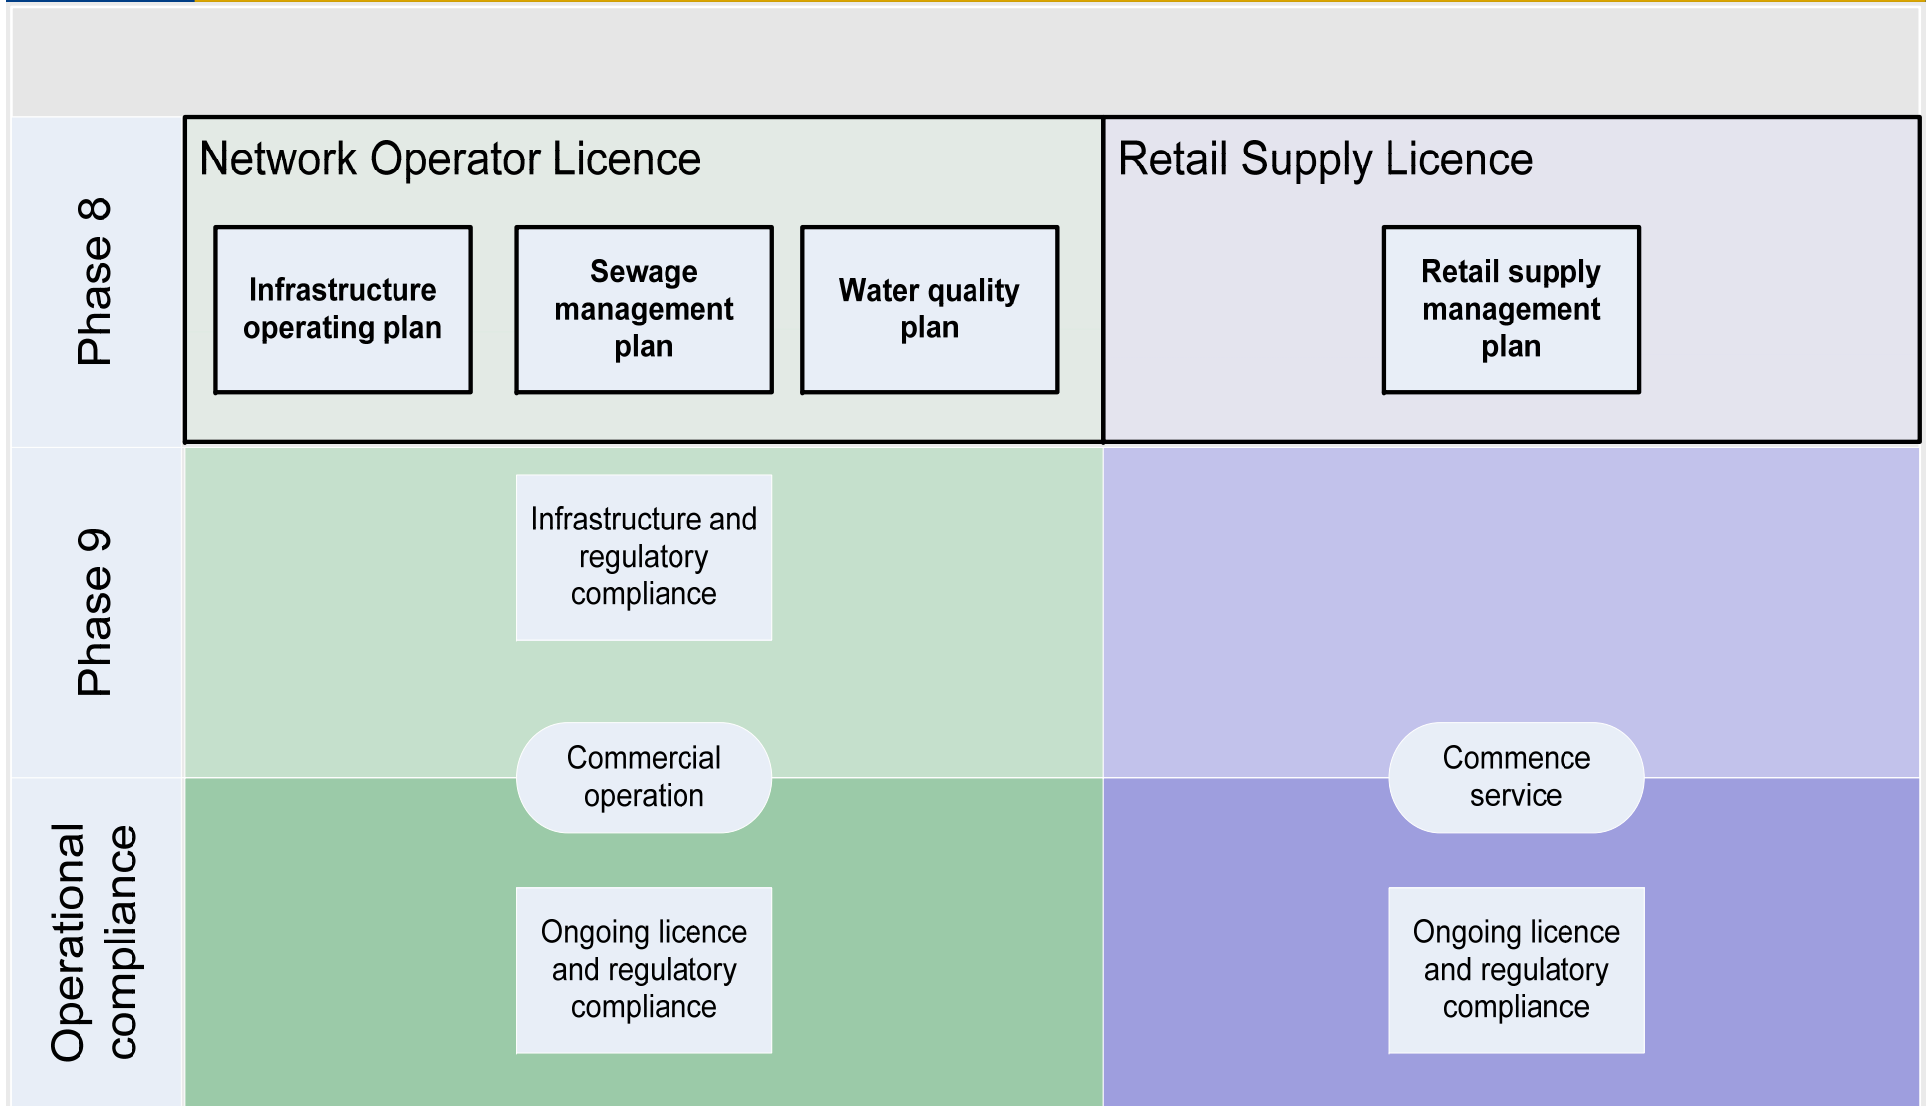 Phase 8
Network Operator Licence
Infrastructure
operating plan
Sewage
management
plan
Water quality
plan
Retail Supply Licence
Retail supply
management
plan
Phase 9
Infrastructure and
regulatory
compliance
Commercial
operation
Commence
service
Operational
compliance
Ongoing licence
and regulatory
compliance
Ongoing licence
and regulatory
compliance